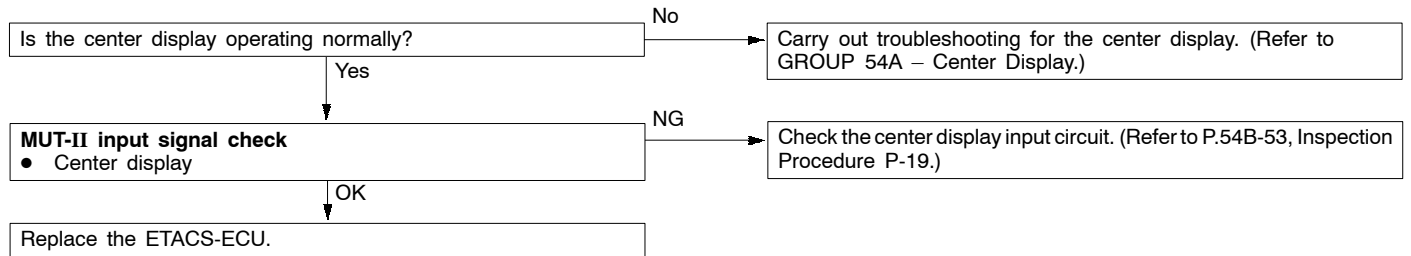 No
Is the center display operating normally?
Carry out troubleshooting for the center display. (Refer to
GROUP 54A – Center Display.)
Yes
NG
MUT-II input signal check
● Center display
Check the center display input circuit. (Refer to P.54B-53, Inspection
Procedure P-19.)
OK
Replace the ETACS-ECU.